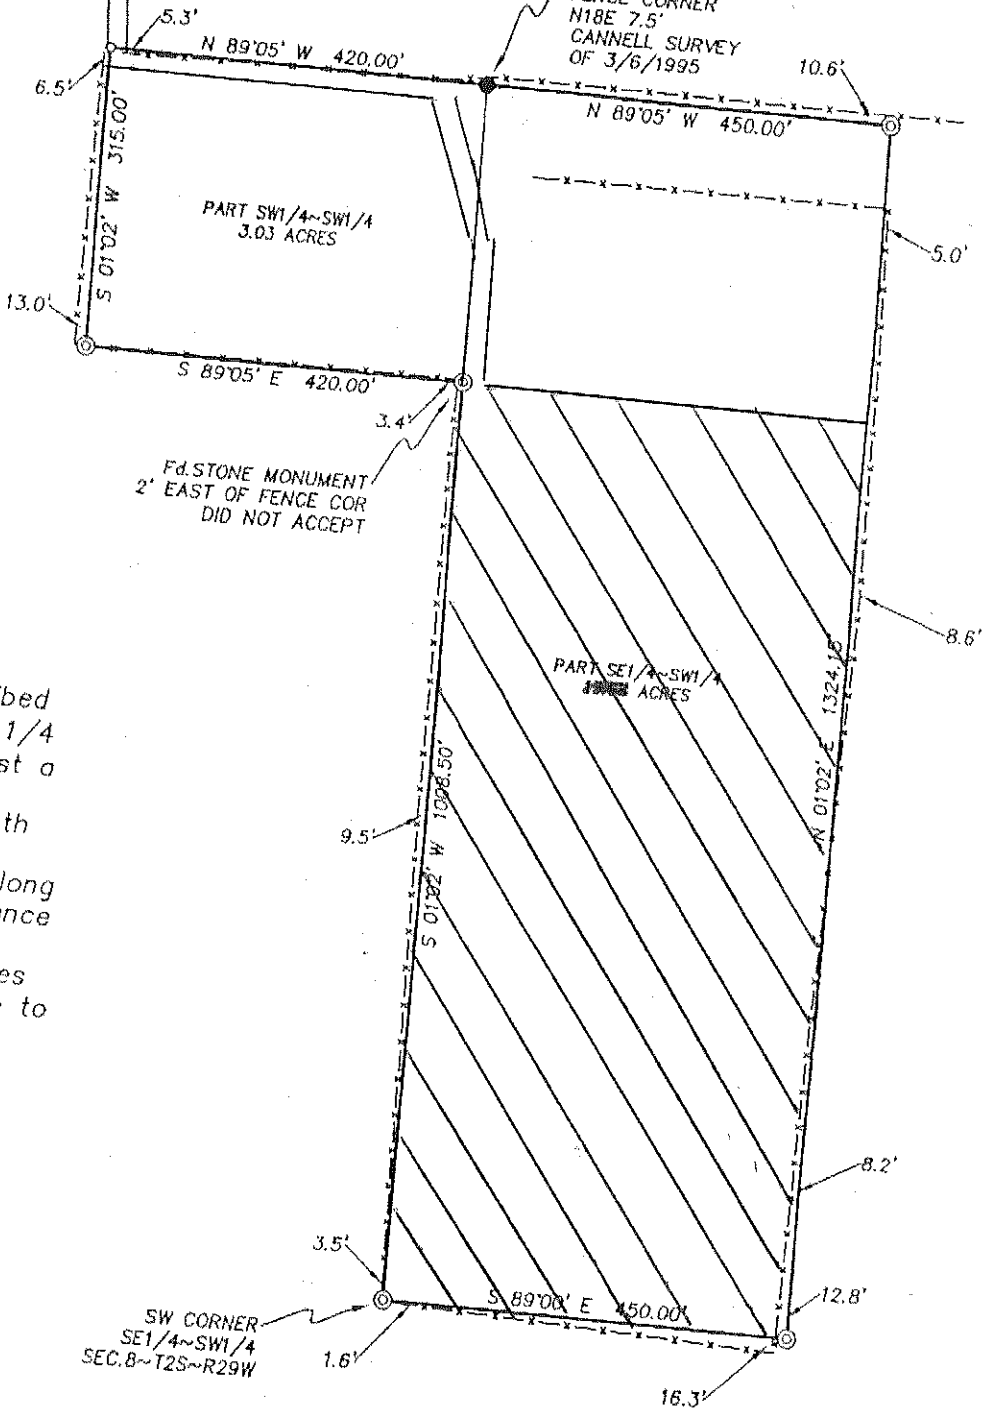 FENCE CORNER
N18E 7.5'
CANNELL SURVEY
OF 3/6/1995
5.3'
N 89°05' W 420.00'
10.6'
6.5'
N 89°05' W 450.00'
S 01°02' W 315.00'
PART SW1/4~SW1/4
3.03 ACRES
5.0'
13.0'
S 89°05' E 420.00'
3.4'
Fd.STONE MONUMENT
2' EAST OF FENCE COR
DID NOT ACCEPT
8.6'
PART SE1/4~SW1/4
ACRES
N 01°02' E 1324.15
bed
1/4
st a
th
long
nce
es
to
9.5'
S 01°02' W 1008.50'
8.2'
3.5'
S 89°00' E 450.00'
12.8'
SW CORNER
SE1/4~SW1/4
SEC.8~T2S~R29W
1.6'
16.3'